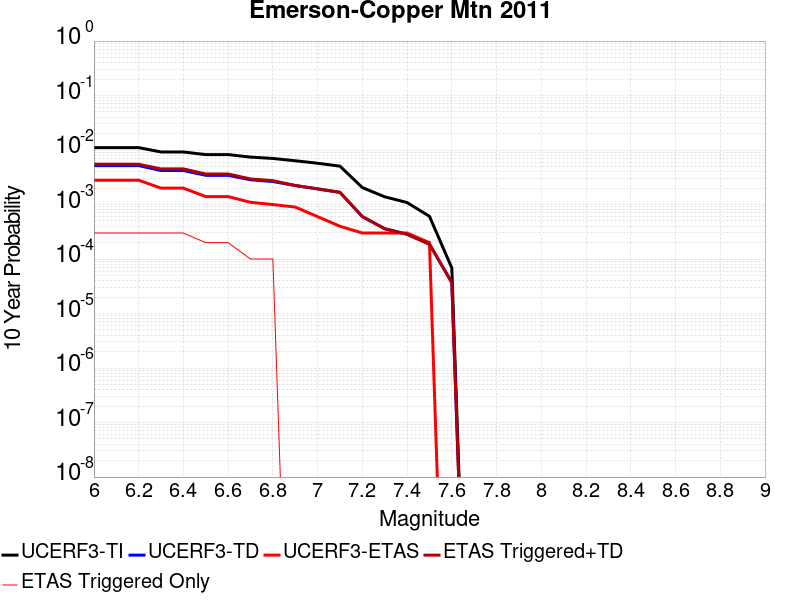 Emerson-Copper Mtn 2011
10 0
10 -1
10 -2
10 -3
10 -4
10 -5
10 -6
10 -7
10 -8
10 Year Probability
6 6.2 6.4 6.6 6.8 7 7.2 7.4 7.6 7.8 8 8.2 8.4 8.6 8.8 9
Magnitude
UCERF3-TI UCERF3-TD UCERF3-ETAS ETAS Triggered+TD
ETAS Triggered Only